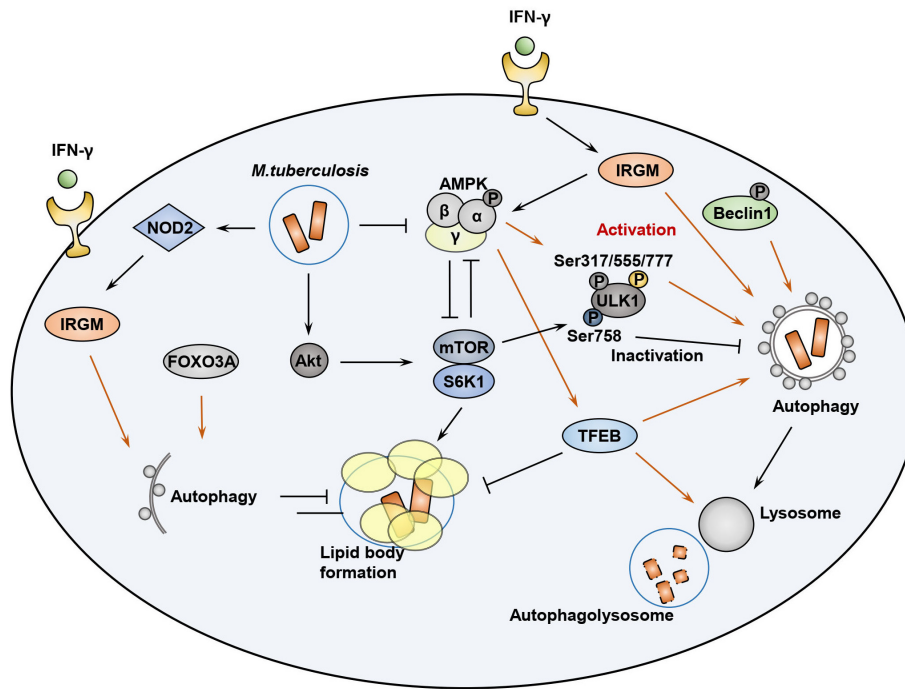 IFN-γ
IFN-γ
M.tuberculosis
AMPK
P
IRGM
P
Beclin1
NOD2
β
α
γ
Activation
Ser317/555/777
P
P
ULK1
P
Ser758
Inactivation
IRGM
FOXO3A
Akt
mTOR
S6K1
Autophagy
TFEB
Autophagy
Lysosome
Lipid body
formation
Autophagolysosome